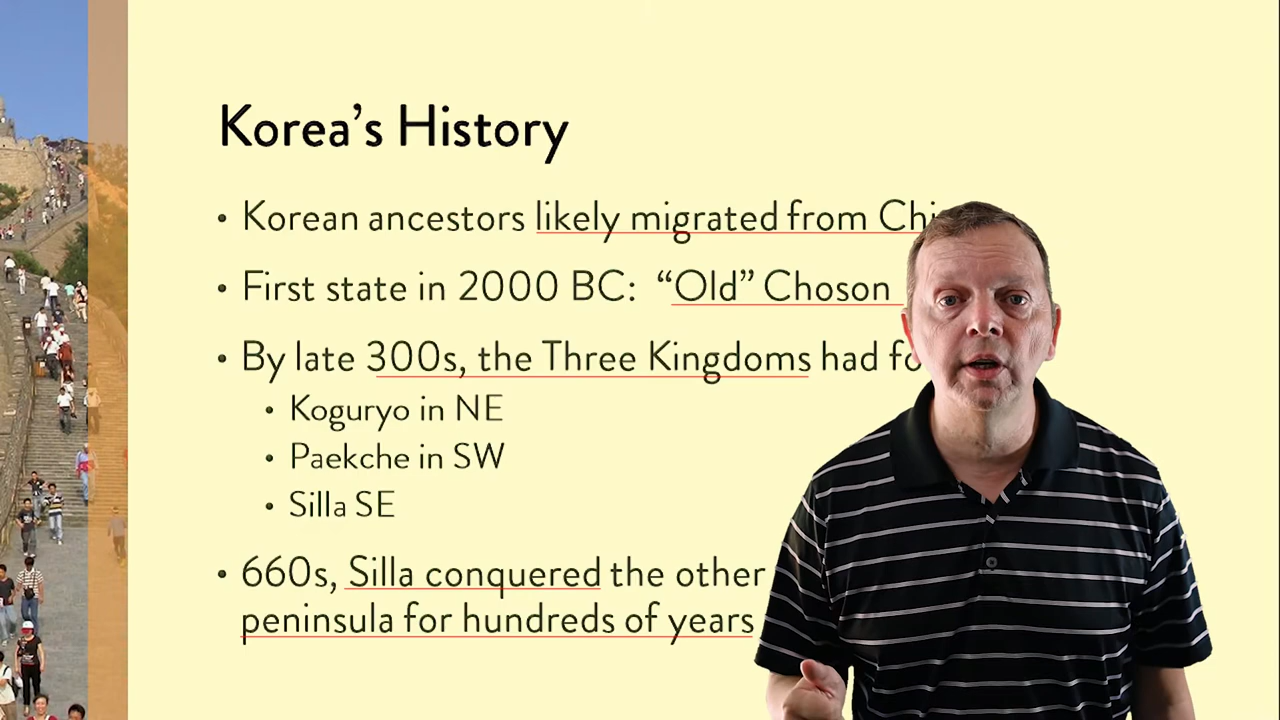 Korea's History
• Korean ancestors likely migrated from
• First state in 2000 BC: “Old” Choson
• By late 300s, the Three Kingdoms had
• Koguryo in NE
• Paekche in SW
• Silla SE
• 660s, Silla conquered the other
peninsula for hundreds of years